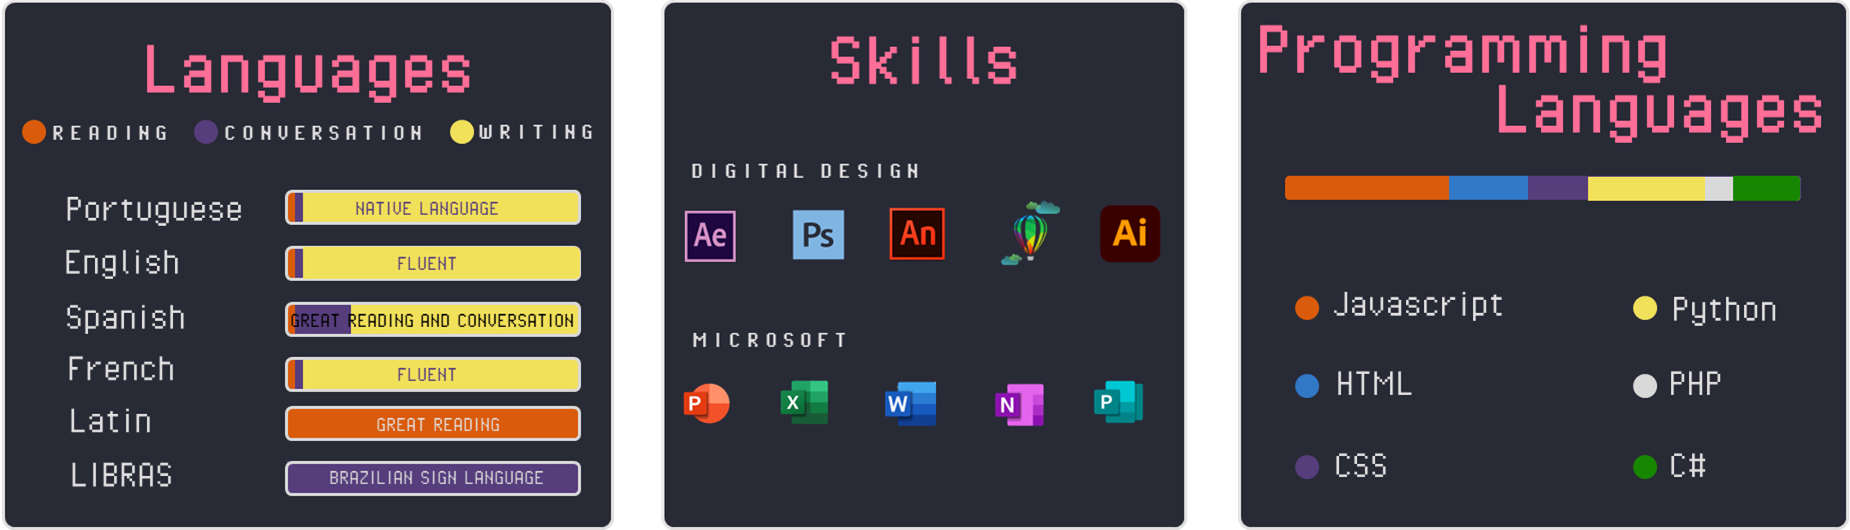 Languages
READING CONVERSATION WRITING
Portuguese NATIVE LANGUAGE
English FLUENT
Spanish GREAT READING AND CONVERSATION
French FLUENT
Latin GREAT READING
LIBRAS BRAZILIAN SIGN LANGUAGE
Skills
DIGITAL DESIGN
Ae Ps An Ai
MICROSOFT
P X W N P
Programming
Languages
Javascript Python
HTML PHP
CSS C#